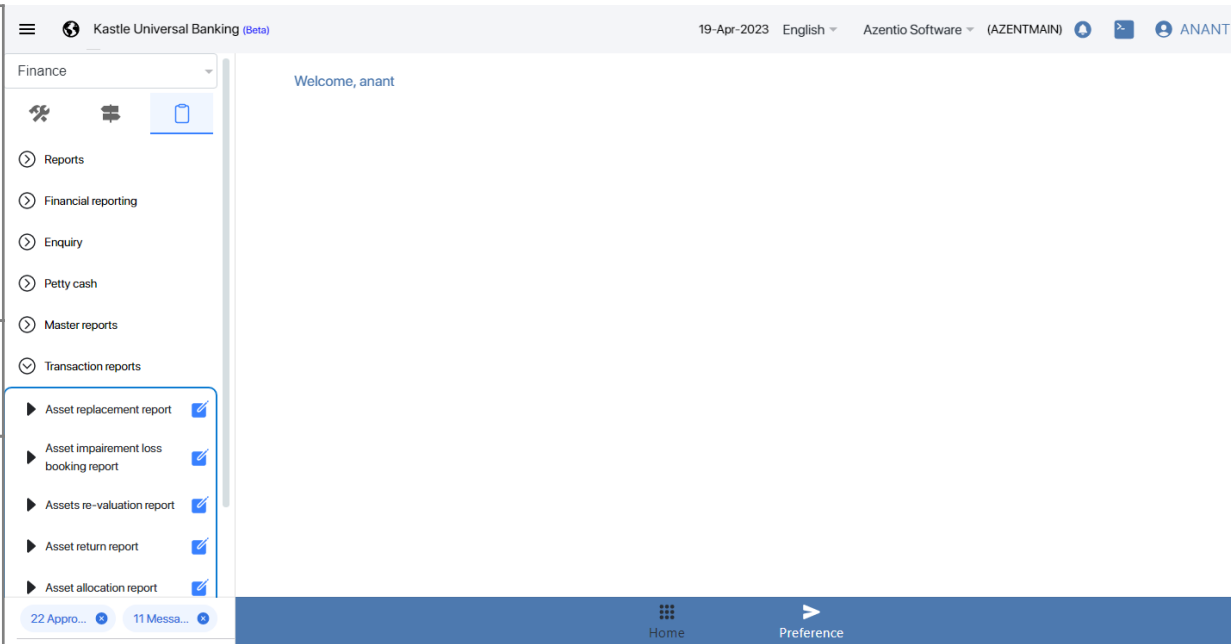 Kastle Universal Banking (Beta)
19-Apr-2023 English Azentio Software (AZENTMAIN) ANANT
Finance
Welcome, anant
Reports
Financial reporting
Enquiry
Petty cash
Master reports
Transaction reports
Asset replacement report
Asset impairement loss
booking report
Assets re-valuation report
Asset return report
Asset allocation report
22 Appro... 11 Messa...
Home Preference